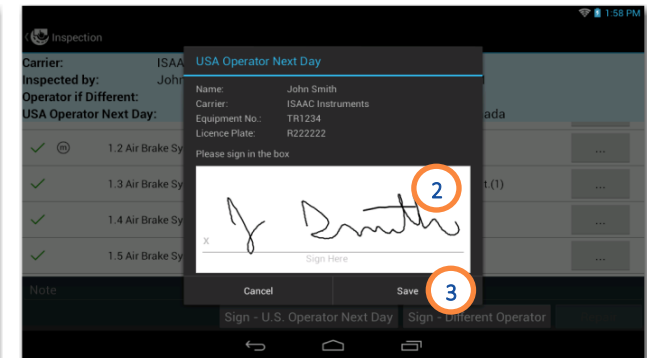 1:58 PM
Inspection
Carrier: ISAA
Inspected by: John
Operator if Different:
USA Operator Next Day: ada
USA Operator Next Day
Name: John Smith
Carrier: ISAAC Instruments
Equipment No.: TR1234
Licence Plate: R222222
Please sign in the box
J Smith
2
X
Sign Here
Cancel Save 3
1.2 Air Brake Sy ...
1.3 Air Brake Sy t.(1) ...
1.4 Air Brake Sy ...
1.5 Air Brake Sy ...
Note
Sign - U.S. Operator Next Day Sign - Different Operator